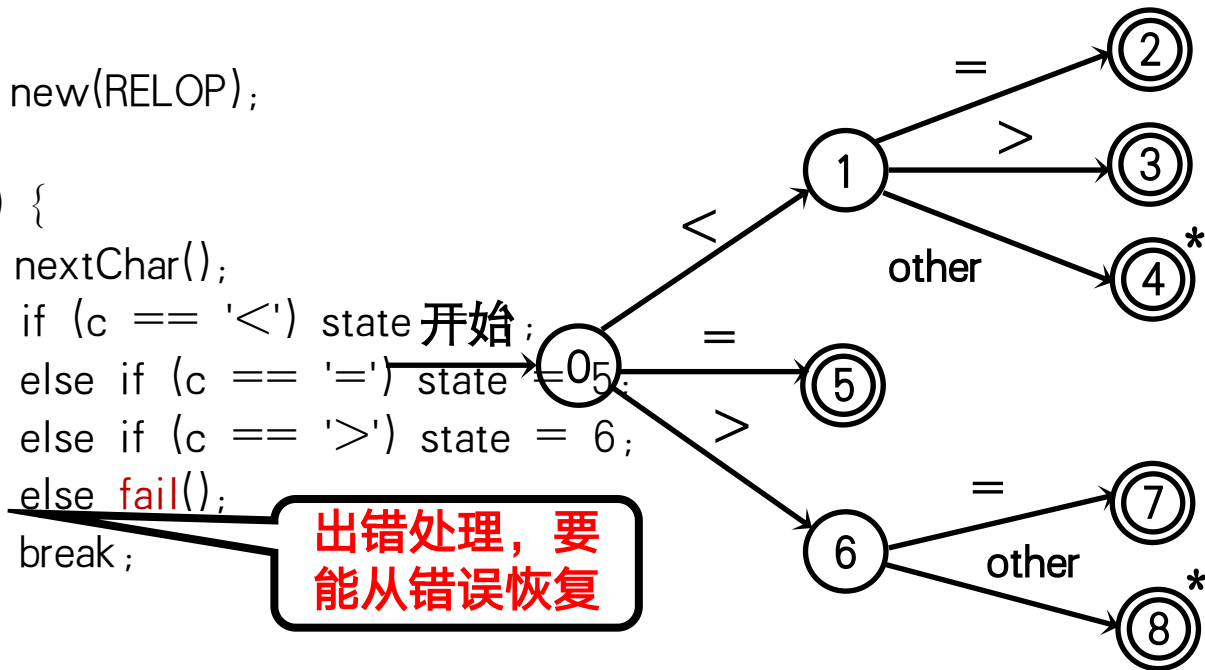 new(RELOP);
) {
nextChar();
if (c == '<') state 开始 ;
else if (c == '=') state = 5;
else if (c == '>') state = 6;
else fail();
break;
出错处理，要
能从错误恢复
0
<
=
>
1
=
>
other
2
3
4
*
5
6
=
other
7
8
*